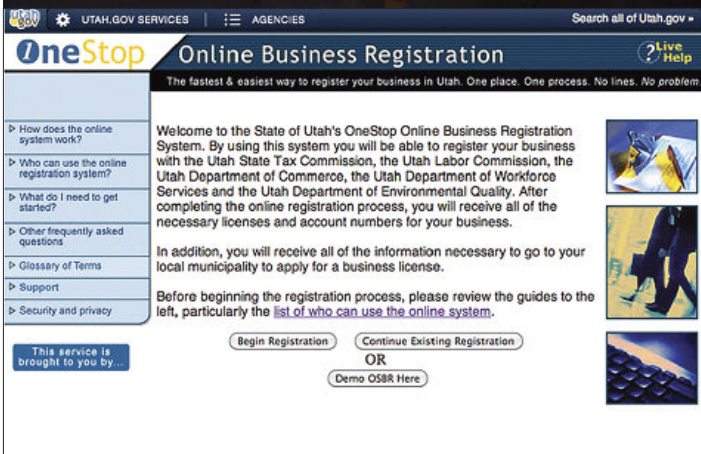 Utah gov UTAH.GOV SERVICES AGENCIES Search all of Utah.gov »
OneStop Online Business Registration ? Live Help
The fastest & easiest way to register your business in Utah. One place. One process. No lines. No problem
How does the online
system work?
Who can use the online
registration system?
What do I need to get
started?
Other frequently asked
questions
Glossary of Terms
Support
Security and privacy
This service is
brought to you by...
Welcome to the State of Utah's OneStop Online Business Registration
System. By using this system you will be able to register your business
with the Utah State Tax Commission, the Utah Labor Commission, the
Utah Department of Commerce, the Utah Department of Workforce
Services and the Utah Department of Environmental Quality. After
completing the online registration process, you will receive all of the
necessary licenses and account numbers for your business.
In addition, you will receive all of the information necessary to go to your
local municipality to apply for a business license.
Before beginning the registration process, please review the guides to the
left, particularly the list of who can use the online system.
Begin Registration Continue Existing Registration
OR
Demo OSBR Here